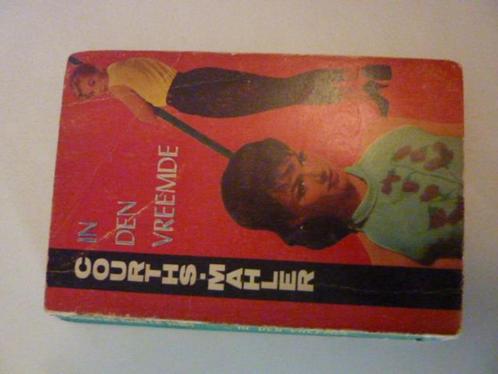 IN
DEN
VREEMDE
COURTHS-MAHLER